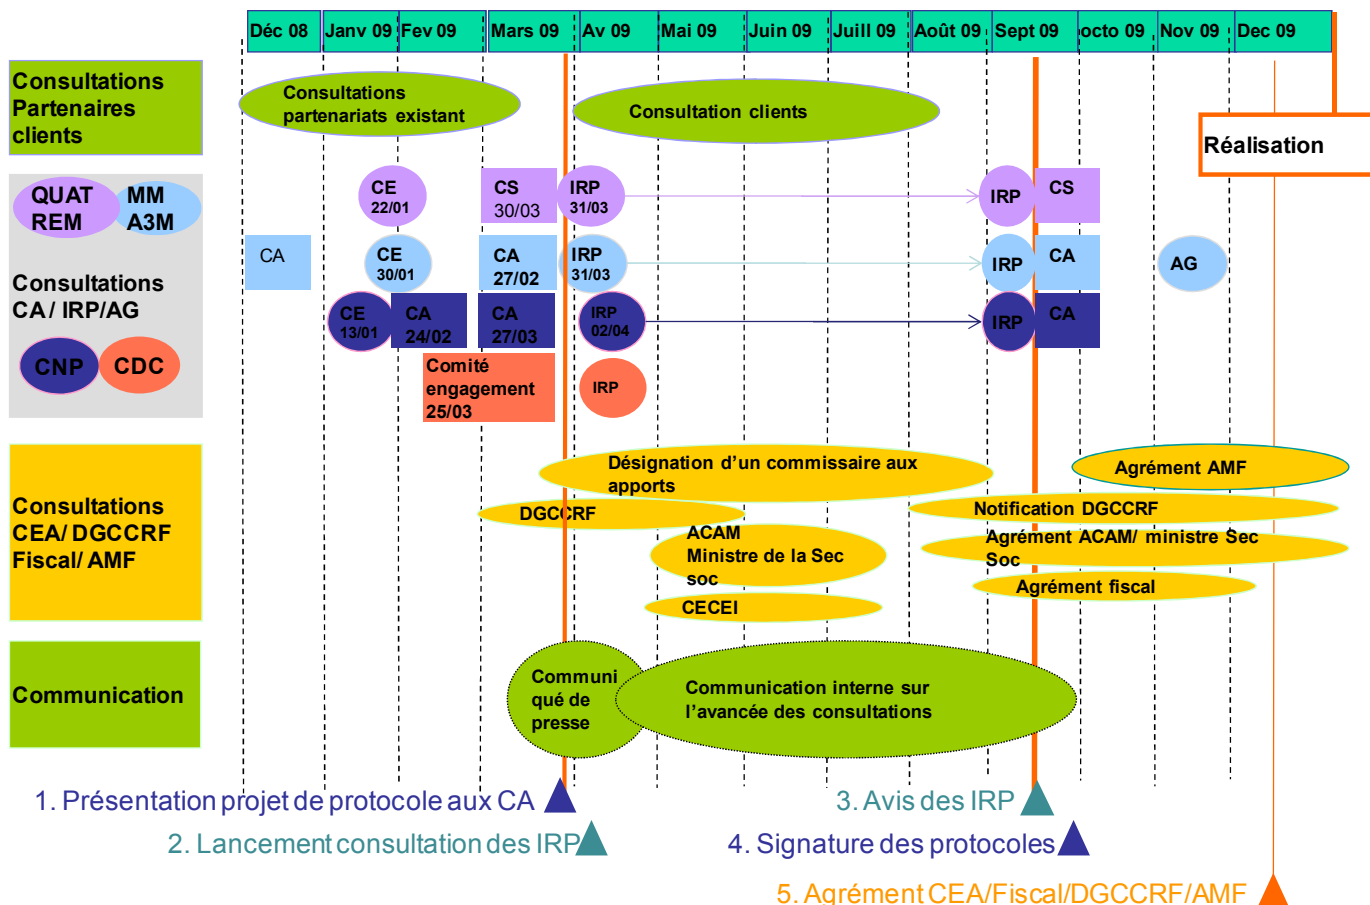 Déc 08
Janv 09
Fev 09
Mars 09
Av 09
Mai 09
Juin 09
Juill 09
Août 09
Sept 09
octo 09
Nov 09
Dec 09
Consultations
Partenaires
clients
Consultations
partenariats existant
Consultation clients
Réalisation
QUAT
REM
MM
A3M
Consultations
CA/ IRP/AG
CNP
CDC
CE
22/01
CS
30/03
IRP
31/03
IRP
CS
CA
CE
30/01
CA
27/02
IRP
31/03
IRP
CA
AG
CE
13/01
CA
24/02
CA
27/03
IRP
02/04
IRP
CA
Comité
engagement
25/03
IRP
Consultations
CEA/ DGCCRF
Fiscal/ AMF
Désignation d'un commissaire aux
apports
Agrément AMF
DGCCRF
Notification DGCCRF
ACAM
Ministre de la Sec
soc
Agrément ACAM/ ministre Sec
Soc
CECEI
Agrément fiscal
Communication
Communi
qué de
presse
Communication interne sur
l'avancée des consultations
1. Présentation projet de protocole aux CA
3. Avis des IRP
2. Lancement consultation des IRP
4. Signature des protocoles
5. Agrément CEA/Fiscal/DGCCRF/AMF